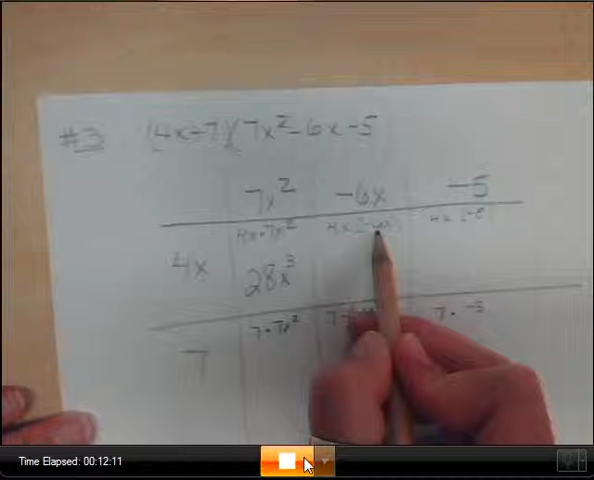 #3 (4x+7)(7x²-6x-5)
7x² -6x -5
4x·7x²
4x 28x³
7·7x² 7·-5
7
Time Elapsed: 00:12:11